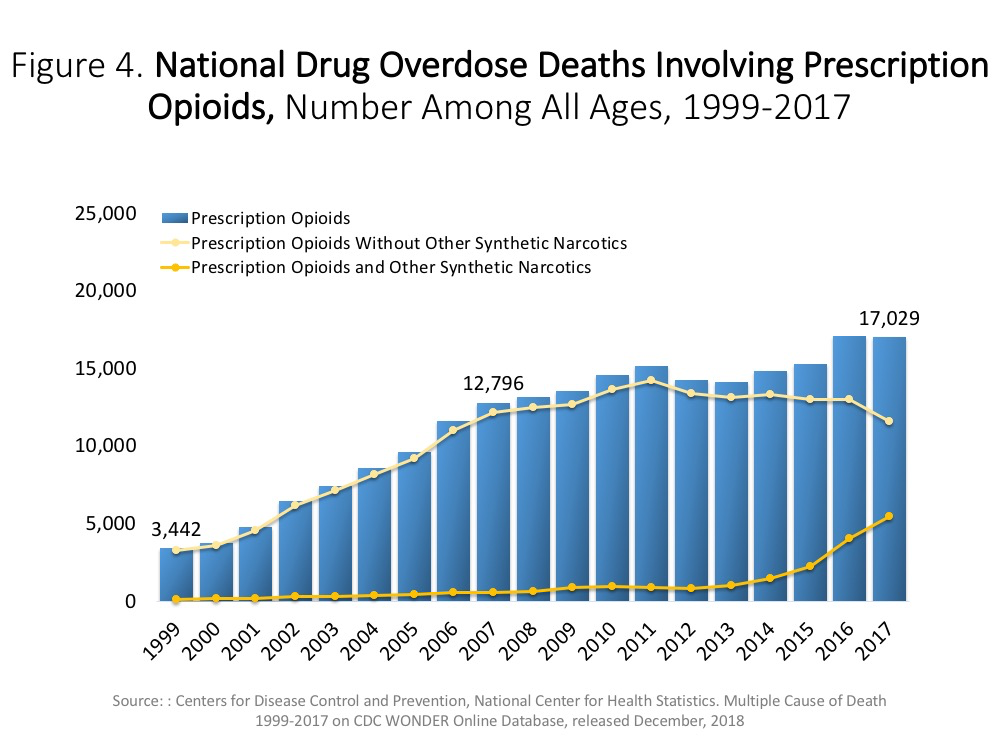 Figure 4. National Drug Overdose Deaths Involving Prescription
Opioids, Number Among All Ages, 1999-2017
25,000
Prescription Opioids
Prescription Opioids Without Other Synthetic Narcotics
Prescription Opioids and Other Synthetic Narcotics
20,000
17,029
15,000
12,796
10,000
5,000
3,442
0
1999 2000 2001 2002 2003 2004 2005 2006 2007 2008 2009 2010 2011 2012 2013 2014 2015 2016 2017
Source: : Centers for Disease Control and Prevention, National Center for Health Statistics. Multiple Cause of Death
1999-2017 on CDC WONDER Online Database, released December, 2018